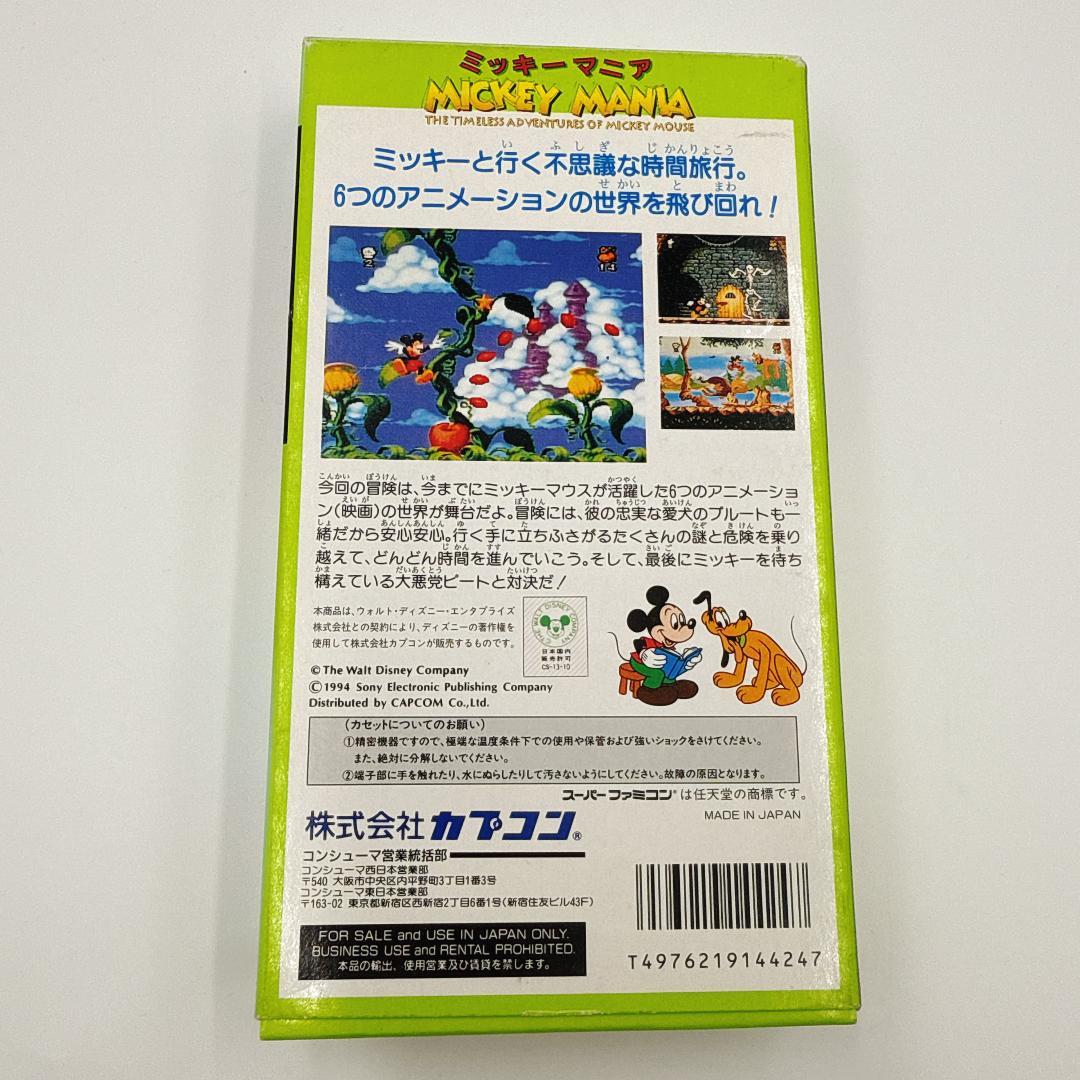 ミッキーマニア
MICKEY MANIA
THE TIMELESS ADVENTURES OF MICKEY MOUSE
ミッキーと行く不思議な時間旅行。
6つのアニメーションの世界を飛び回れ！
2
14
今回の冒険は、今までにミッキーマウスが活躍した6つのアニメーショ
ン(映画)の世界が舞台だよ。冒険には、彼の忠実な愛犬のプルートも一
緒だから安心安心。行く手に立ちふさがるたくさんの謎と危険を乗り
越えて、どんどん時間を進んでいこう。そして、最後にミッキーを待ち
構えている大悪党ピートと対決だ！
本商品は、ウォルト・ディズニー・エンタプライズ
株式会社との契約により、ディズニーの著作権を
使用して株式会社カプコンが販売するものです。
© THE WALT DISNEY COMPANY
日本国内
販売許可
CS-13-10
© The Walt Disney Company
© 1994 Sony Electronic Publishing Company
Distributed by CAPCOM Co.,Ltd.
(カセットについてのお願い)
①精密機器ですので、極端な温度条件下での使用や保管および強いショックをさけてください。
また、絶対に分解しないでください。
②端子部に手を触れたり、水にぬらしたりして汚さないようにしてください。故障の原因となります。
スーパーファミコン®は任天堂の商標です。
MADE IN JAPAN
株式会社カプコン®
コンシューマ営業統括部
コンシューマ西日本営業部
〒540 大阪市中央区内平野町3丁目1番3号
コンシューマ東日本営業部
〒163-02 東京都新宿区西新宿2丁目6番1号(新宿住友ビル43F)
FOR SALE and USE IN JAPAN ONLY.
BUSINESS USE and RENTAL PROHIBITED.
本品の輸出、使用営業及び賃貸を禁じます。
T4976219144247